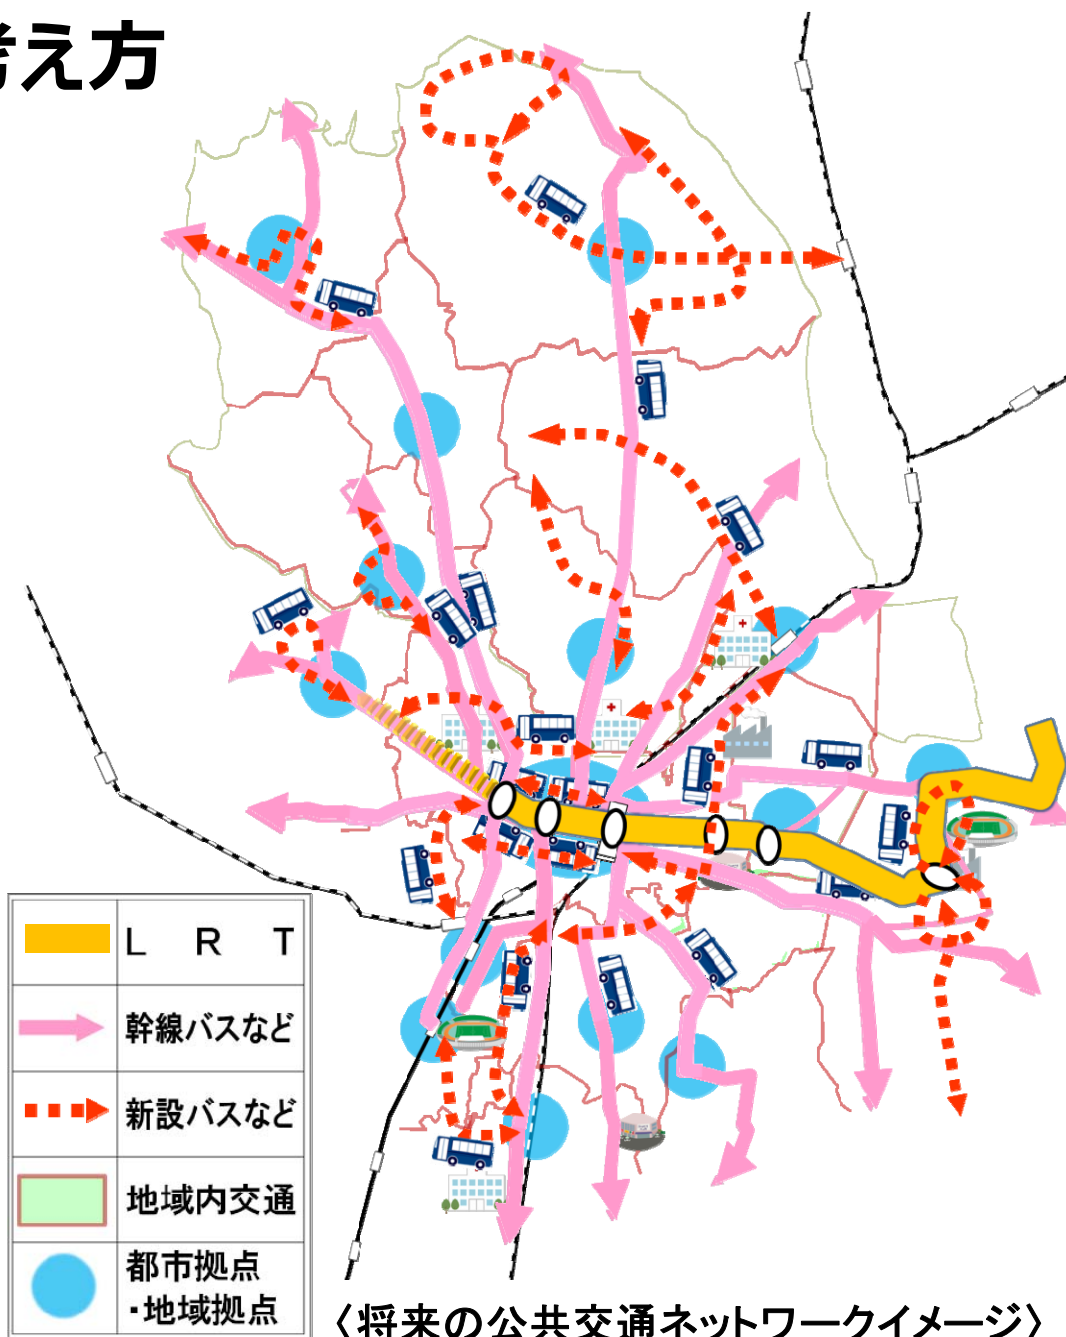 考え方
L R T
幹線バスなど
新設バスなど
地域内交通
都市拠点
・地域拠点
〈将来の公共交通ネットワークイメージ〉